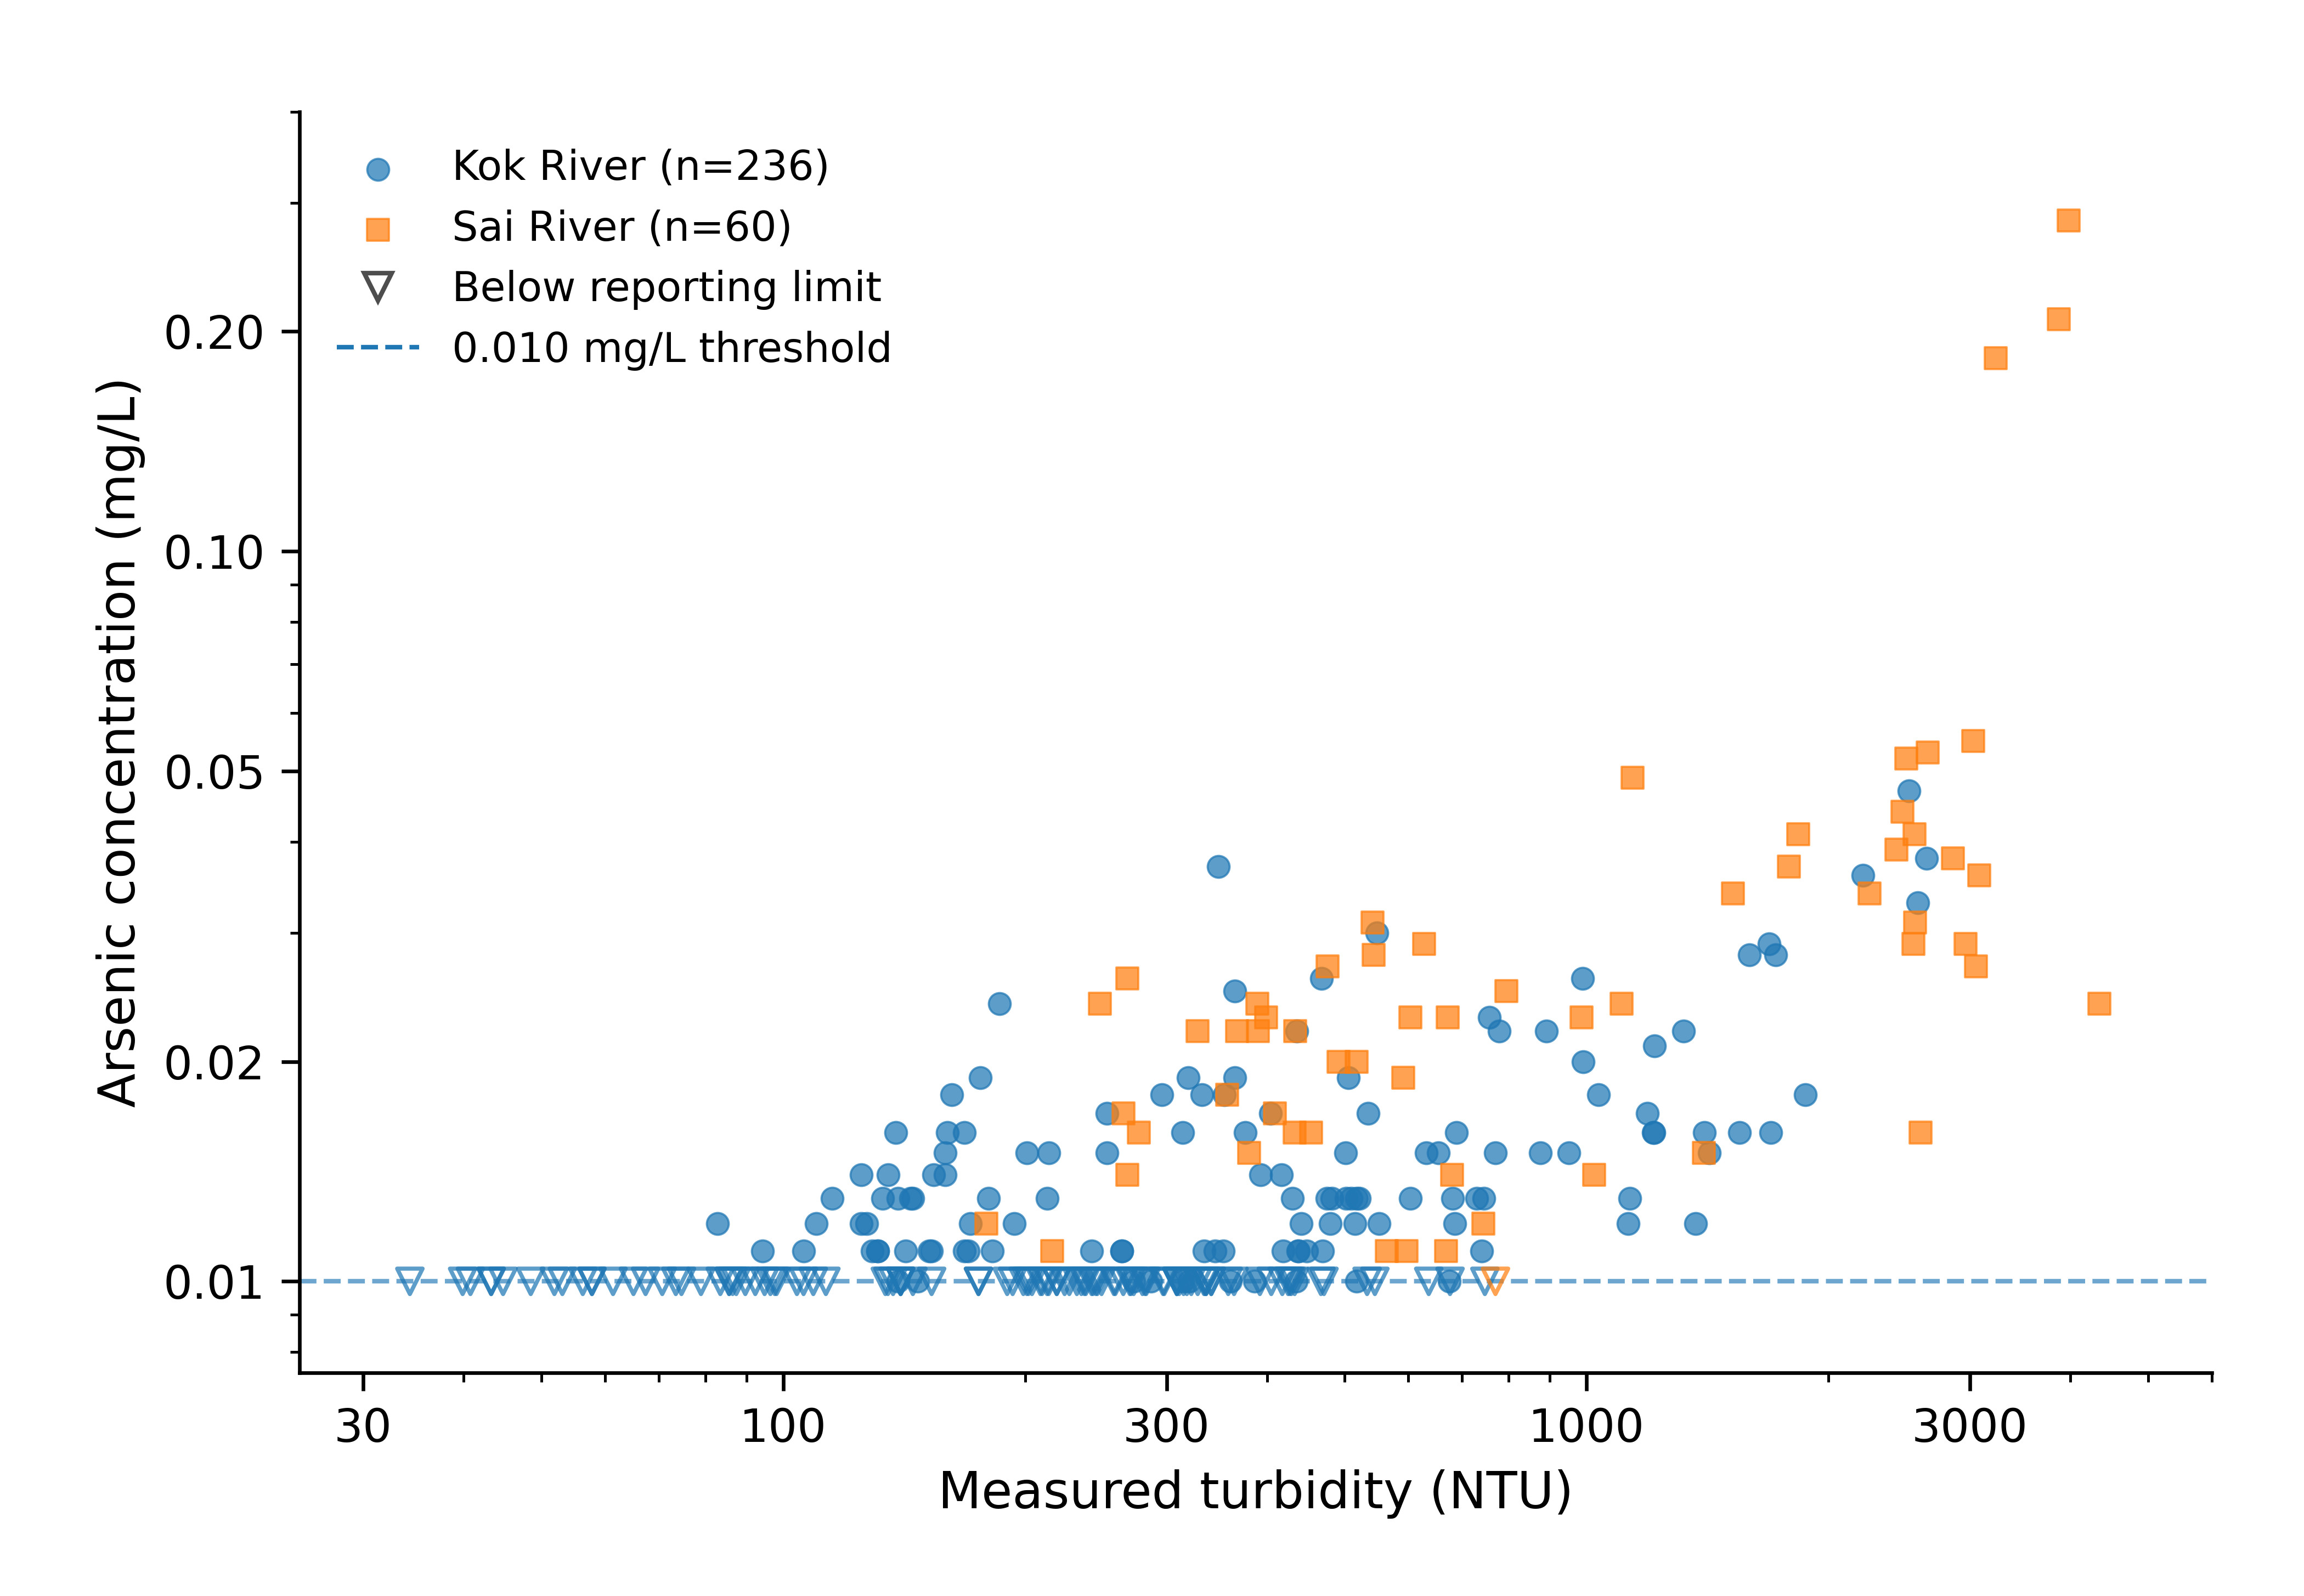 Kok River (n=236)
Sai River (n=60)
Below reporting limit
0.010 mg/L threshold
Arsenic concentration (mg/L)
0.20
0.10
0.05
0.02
0.01
30 100 300 1000 3000
Measured turbidity (NTU)